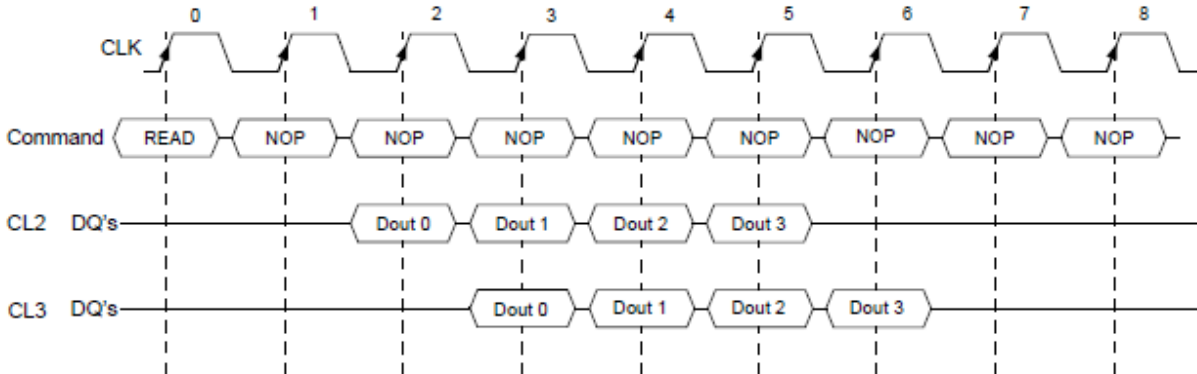 0 1 2 3 4 5 6 7 8
CLK
Command READ NOP NOP NOP NOP NOP NOP NOP NOP
CL2 DQ's Dout 0 Dout 1 Dout 2 Dout 3
CL3 DQ's Dout 0 Dout 1 Dout 2 Dout 3